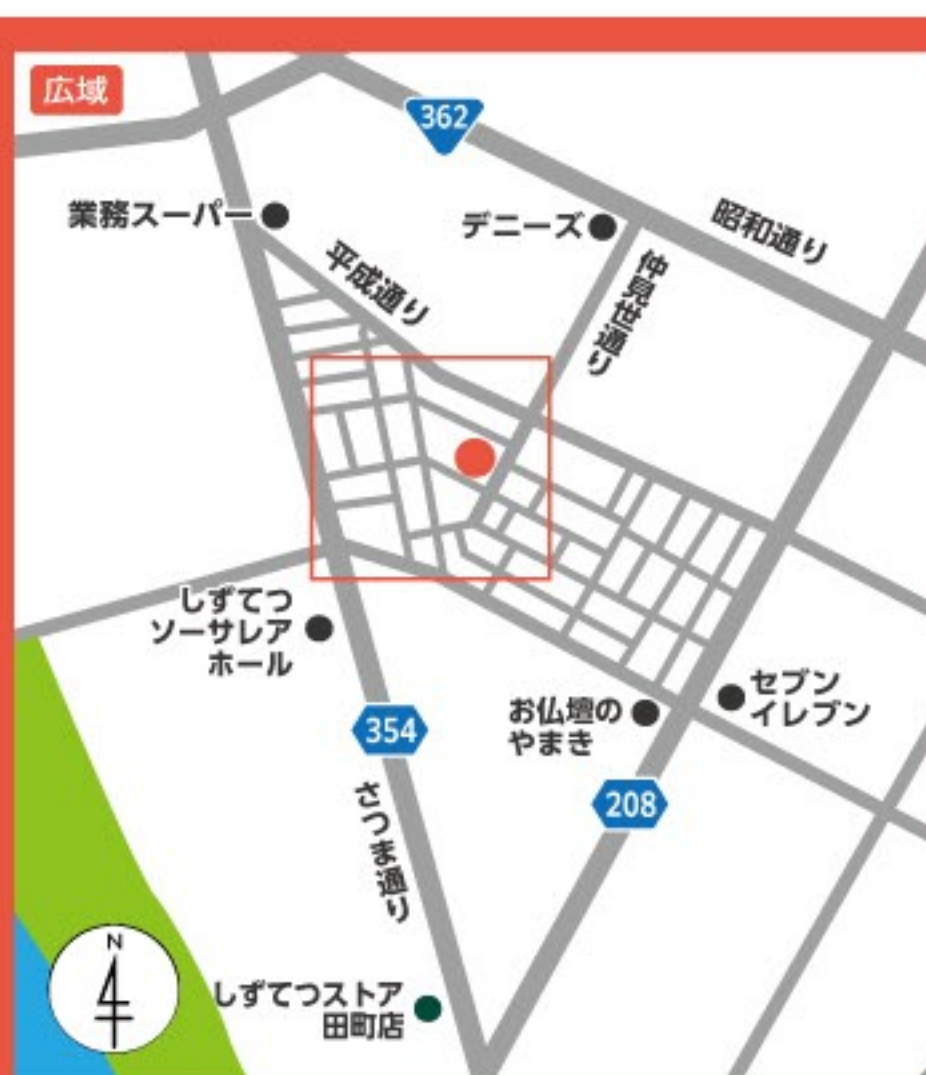 広域
362
業務スーパー
デニーズ
昭和通り
平成通り
仲見世通り
しずてつ
ソーサレア
ホール
セブン
イレブン
お仏壇の
やまき
354
208
さつま通り
N
しずてつストア
田町店